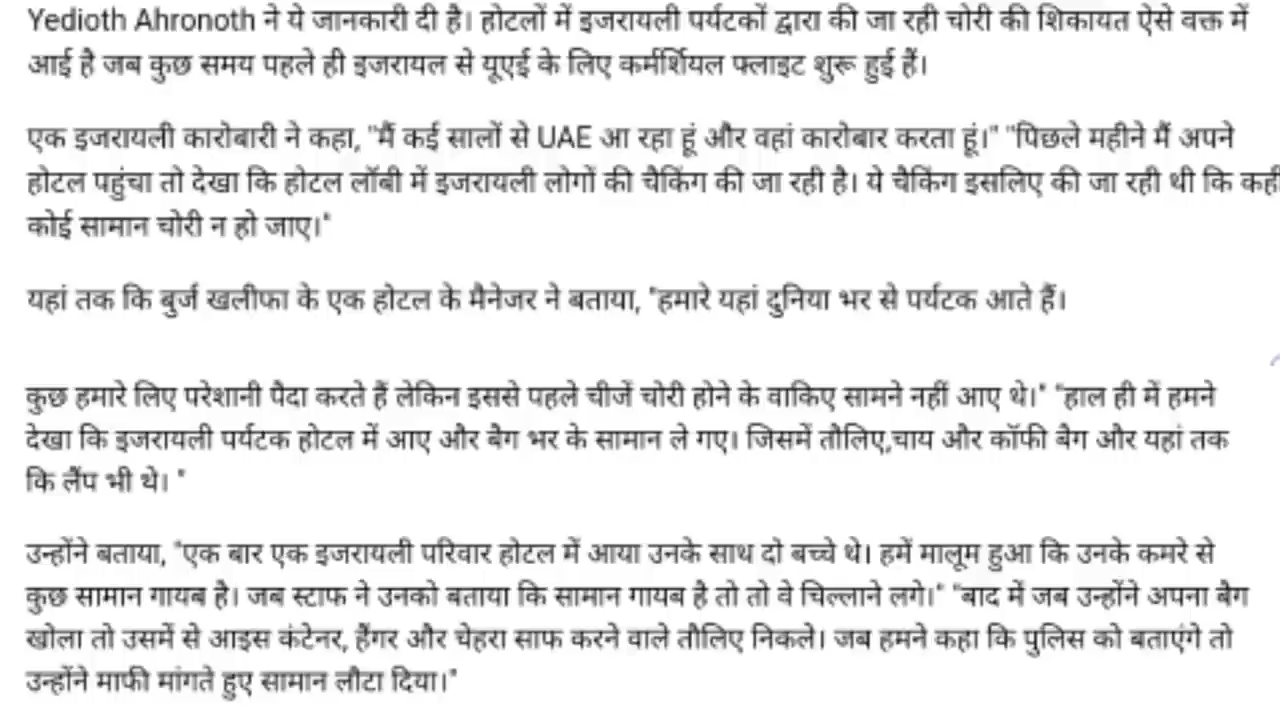 Yedioth Ahronoth ने ये जानकारी दी है। होटलों में इजरायली पर्यटकों द्वारा की जा रही चोरी की शिकायत ऐसे वक्त में
आई है जब कुछ समय पहले ही इजरायल से यूएई के लिए कर्मर्शियल फ्लाइट शुरू हुई हैं।
एक इजरायली कारोबारी ने कहा, "मैं कई सालों से UAE आ रहा हूं और वहां कारोबार करता हूं।" "पिछले महीने मैं अपने
होटल पहुंचा तो देखा कि होटल लॉबी में इजरायली लोगों की चैकिंग की जा रही है। ये चैकिंग इसलिए की जा रही थी कि कहीं
कोई सामान चोरी न हो जाए।"
यहां तक कि बुर्ज खलीफा के एक होटल के मैनेजर ने बताया, "हमारे यहां दुनिया भर से पर्यटक आते हैं।
कुछ हमारे लिए परेशानी पैदा करते हैं लेकिन इससे पहले चीजें चोरी होने के वाकिए सामने नहीं आए थे।" "हाल ही में हमने
देखा कि इजरायली पर्यटक होटल में आए और बैग भर के सामान ले गए। जिसमें तौलिए,चाय और कॉफी बैग और यहां तक
कि लैंप भी थे। "
उन्होंने बताया, "एक बार एक इजरायली परिवार होटल में आया उनके साथ दो बच्चे थे। हमें मालूम हुआ कि उनके कमरे से
कुछ सामान गायब है। जब स्टाफ ने उनको बताया कि सामान गायब है तो तो वे चिल्लाने लगे।" "बाद में जब उन्होंने अपना बैग
खोला तो उसमें से आइस कंटेनर, हैंगर और चेहरा साफ करने वाले तौलिए निकले। जब हमने कहा कि पुलिस को बताएंगे तो
उन्होंने माफी मांगते हुए सामान लौटा दिया।"